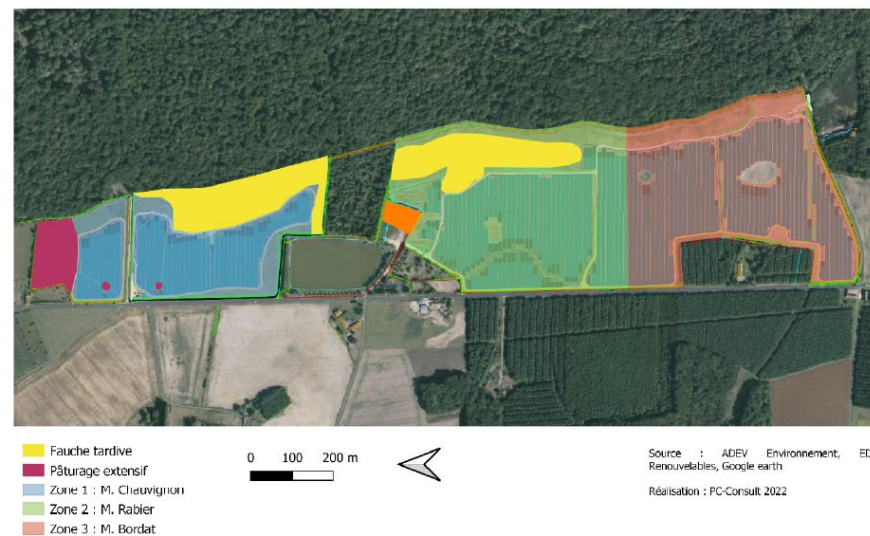 Fauche tardive
Pâturage extensif
Zone 1 : M. Chauvignon
Zone 2 : M. Rabier
Zone 3 : M. Bordat
0 100 200 m
Source : ADEV Environnement, ED
Renouvelables, Google earth
Réalisation : PC-Consult 2022